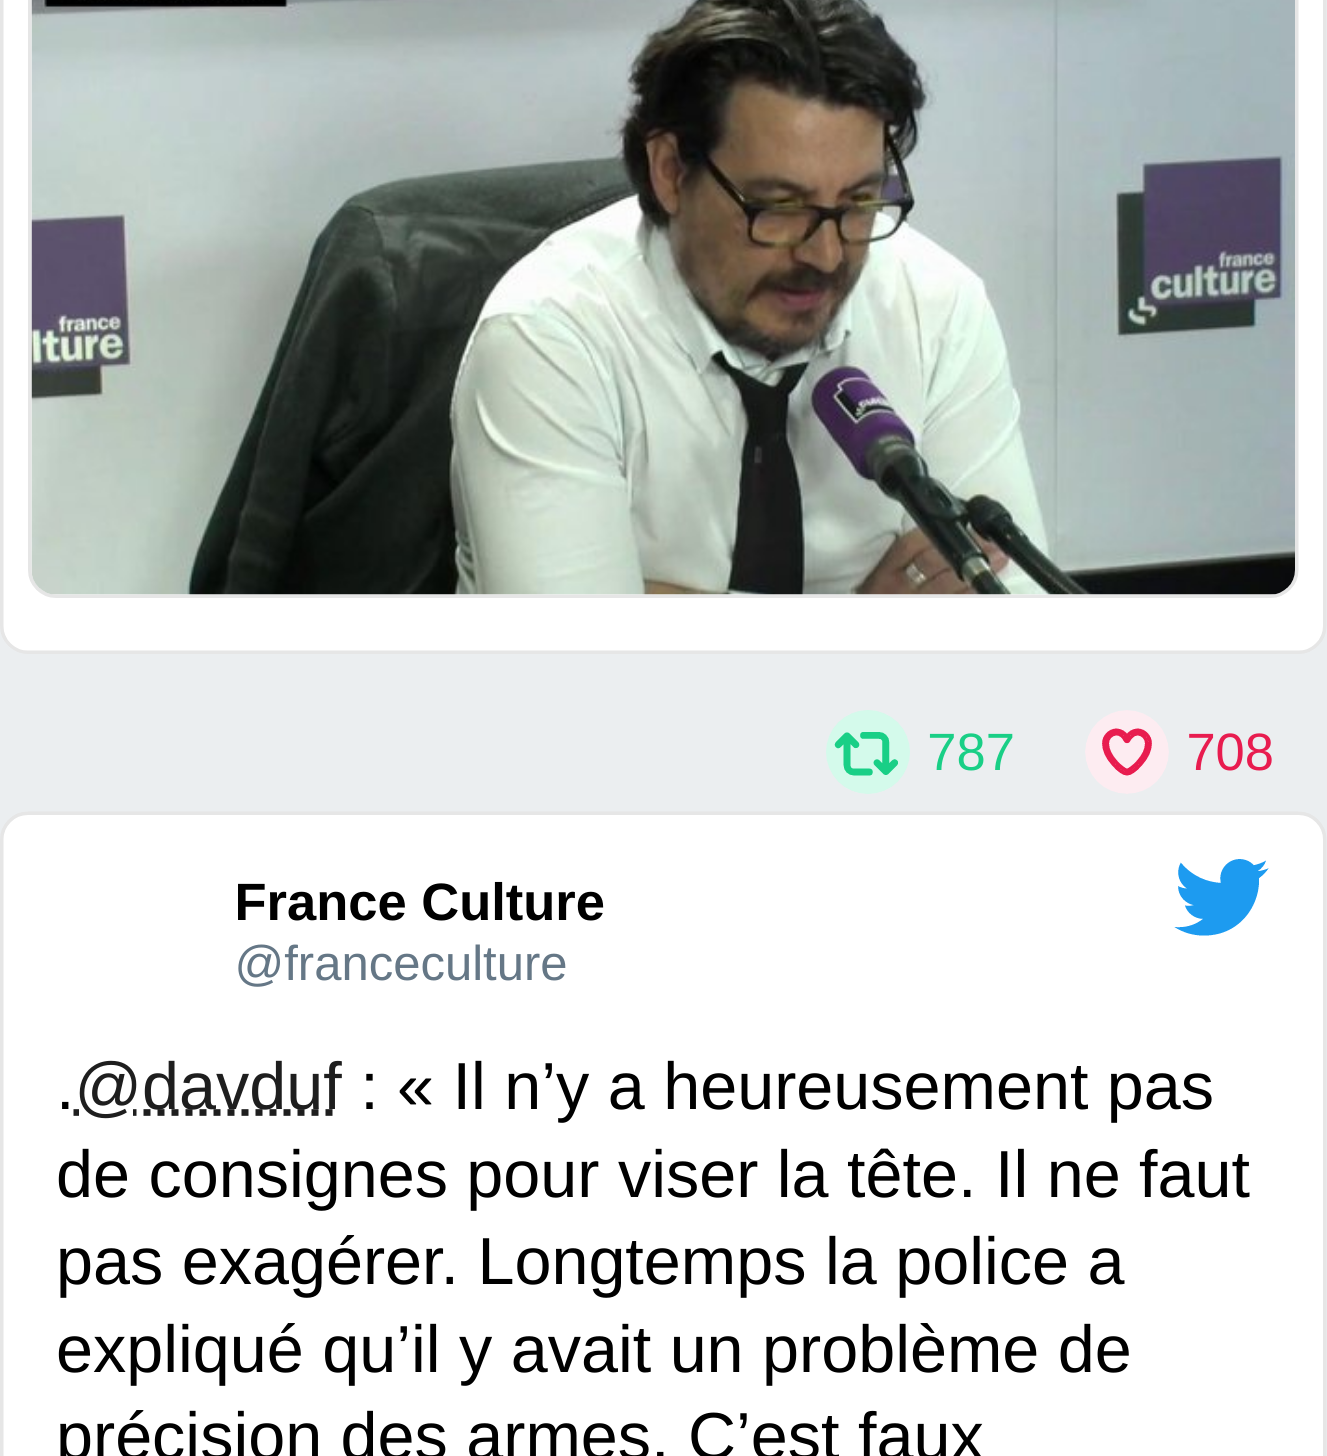 france
lture
france
culture
787 708
France Culture
@franceculture
.@davduf : « Il n’y a heureusement pas
de consignes pour viser la tête. Il ne faut
pas exagérer. Longtemps la police a
expliqué qu’il y avait un problème de
précision des armes. C’est faux